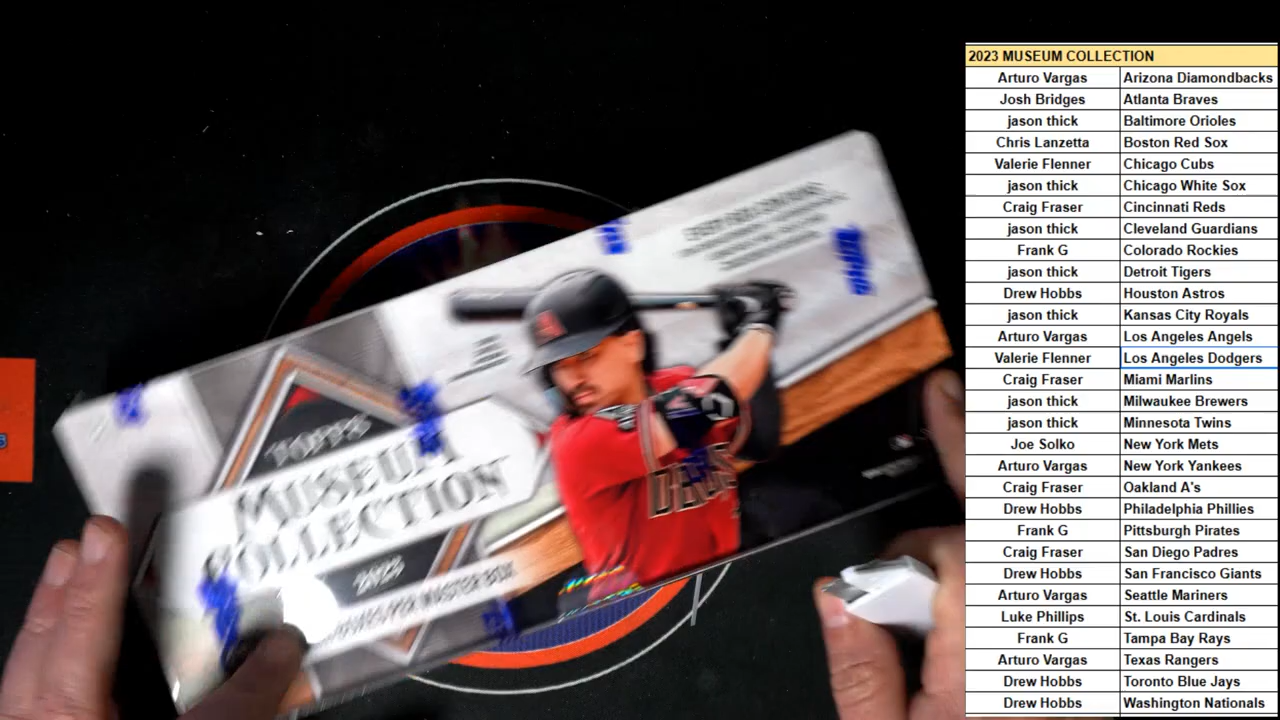 2023 MUSEUM COLLECTION
Arturo Vargas Arizona Diamondbacks
Josh Bridges Atlanta Braves
jason thick Baltimore Orioles
Chris Lanzetta Boston Red Sox
Valerie Flenner Chicago Cubs
jason thick Chicago White Sox
Craig Fraser Cincinnati Reds
jason thick Cleveland Guardians
Frank G Colorado Rockies
jason thick Detroit Tigers
Drew Hobbs Houston Astros
jason thick Kansas City Royals
Arturo Vargas Los Angeles Angels
Valerie Flenner Los Angeles Dodgers
Craig Fraser Miami Marlins
jason thick Milwaukee Brewers
jason thick Minnesota Twins
Joe Solko New York Mets
Arturo Vargas New York Yankees
Craig Fraser Oakland A's
Drew Hobbs Philadelphia Phillies
Frank G Pittsburgh Pirates
Craig Fraser San Diego Padres
Drew Hobbs San Francisco Giants
Arturo Vargas Seattle Mariners
Luke Phillips St. Louis Cardinals
Frank G Tampa Bay Rays
Arturo Vargas Texas Rangers
Drew Hobbs Toronto Blue Jays
Drew Hobbs Washington Nationals
TOPPS
MUSEUM
COLLECTION
2023
PER MASTER BOX